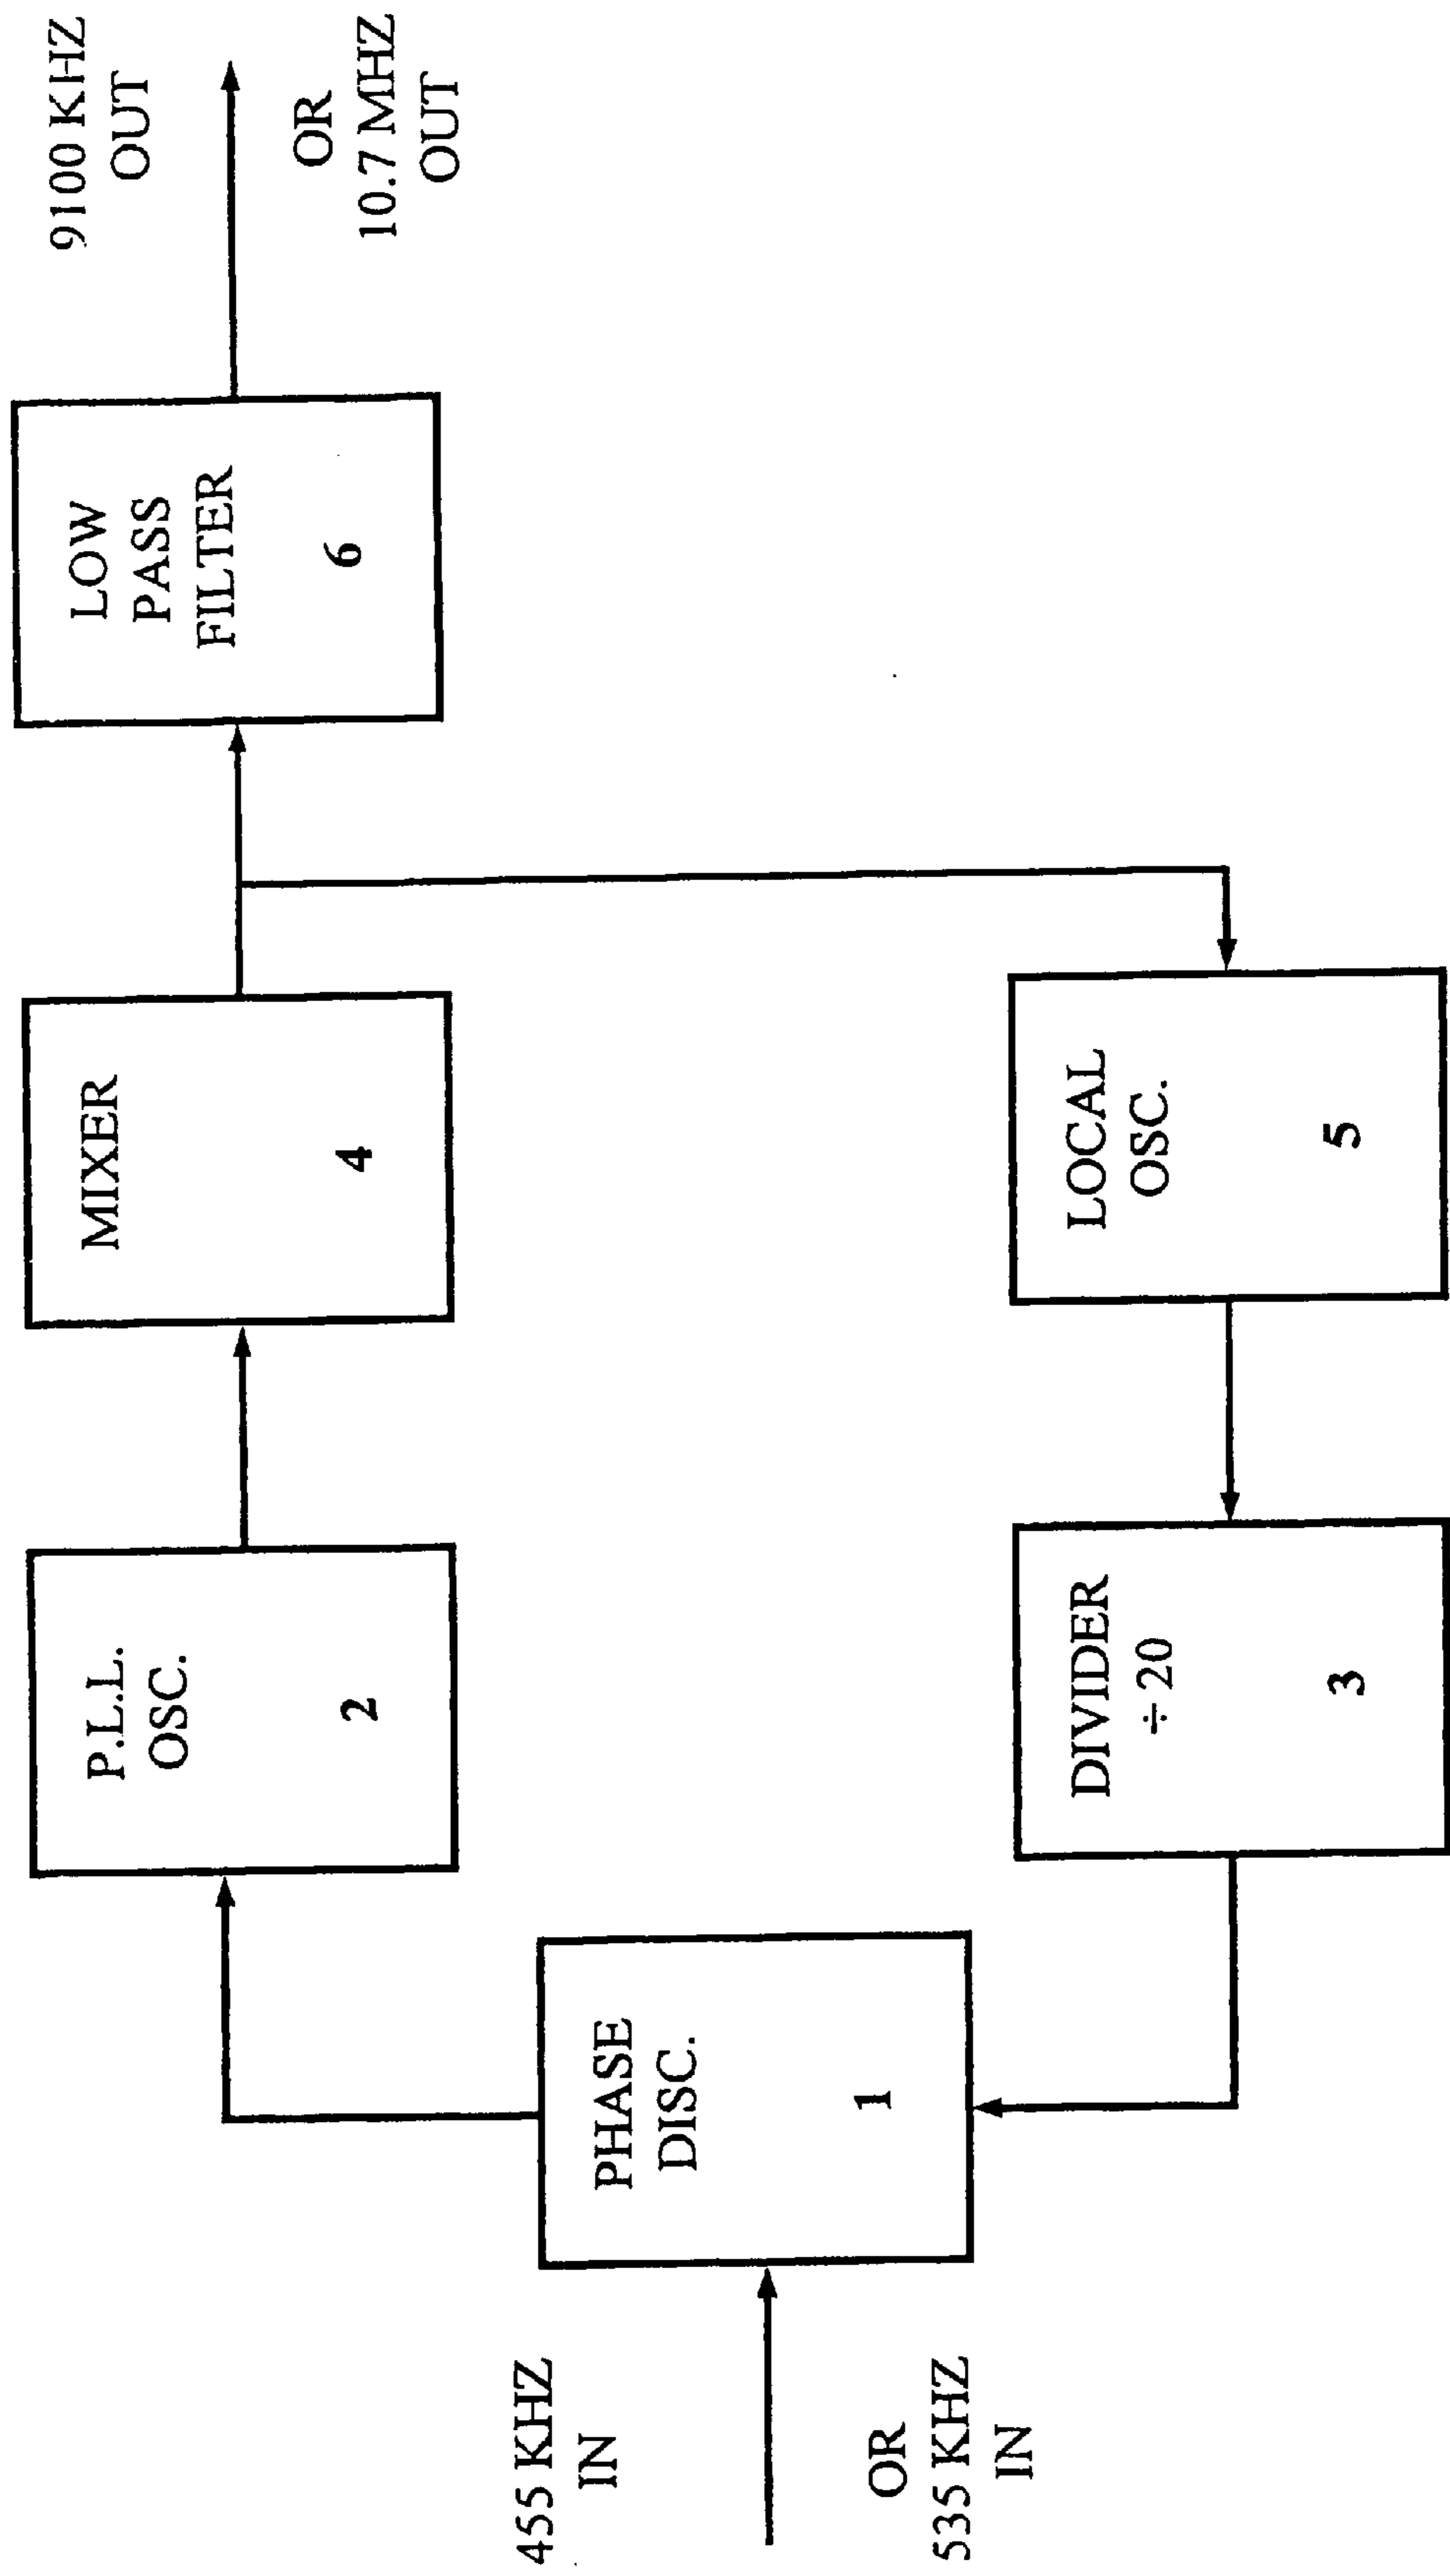 455 KHZ
IN
OR
535 KHZ
IN
PHASE
DISC.
1
P.L.L.
OSC.
2
MIXER
4
LOW
PASS
FILTER
6
9100 KHZ
OUT
OR
10.7 MHZ
OUT
DIVIDER
÷20
3
LOCAL
OSC.
5